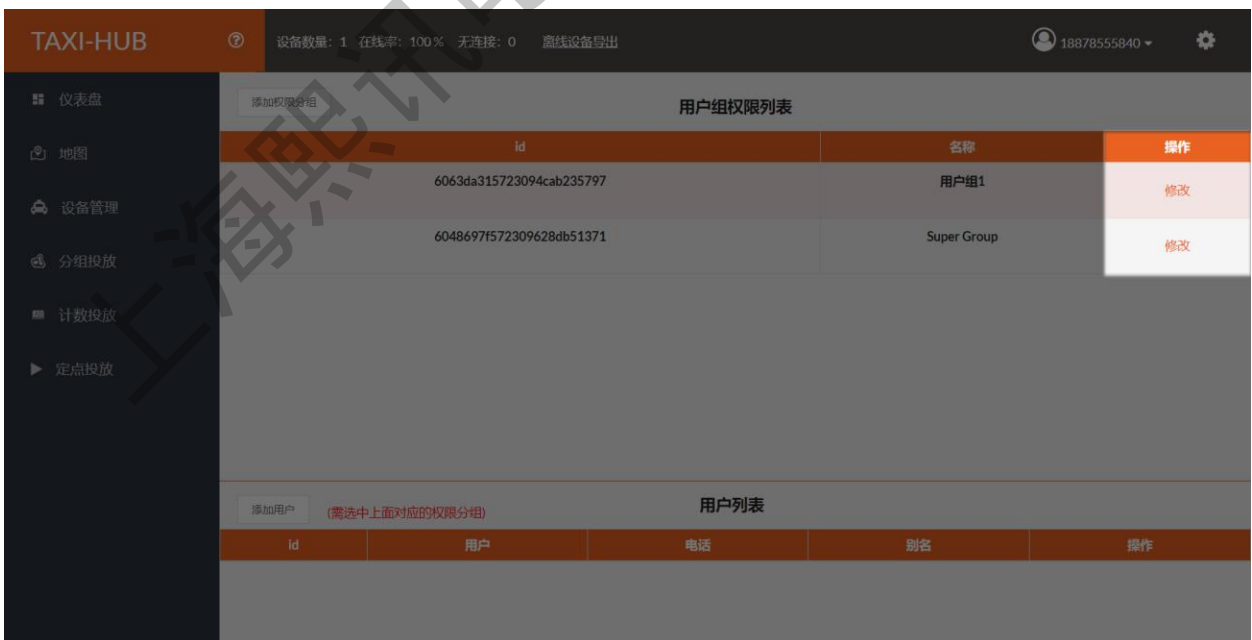 TAXI-HUB
设备数量: 1 在线率: 100% 无连接: 0 离线设备导出
18878555840
仪表盘
地图
设备管理
分组投放
计数投放
定点投放
添加权限分组
用户组权限列表
id 名称 操作
6063da315723094cab235797 用户组1 修改
6048697f572309628db51371 Super Group 修改
添加用户 (需选中上面对应的权限分组) 用户列表
id 用户 电话 别名 操作
上海熙讯